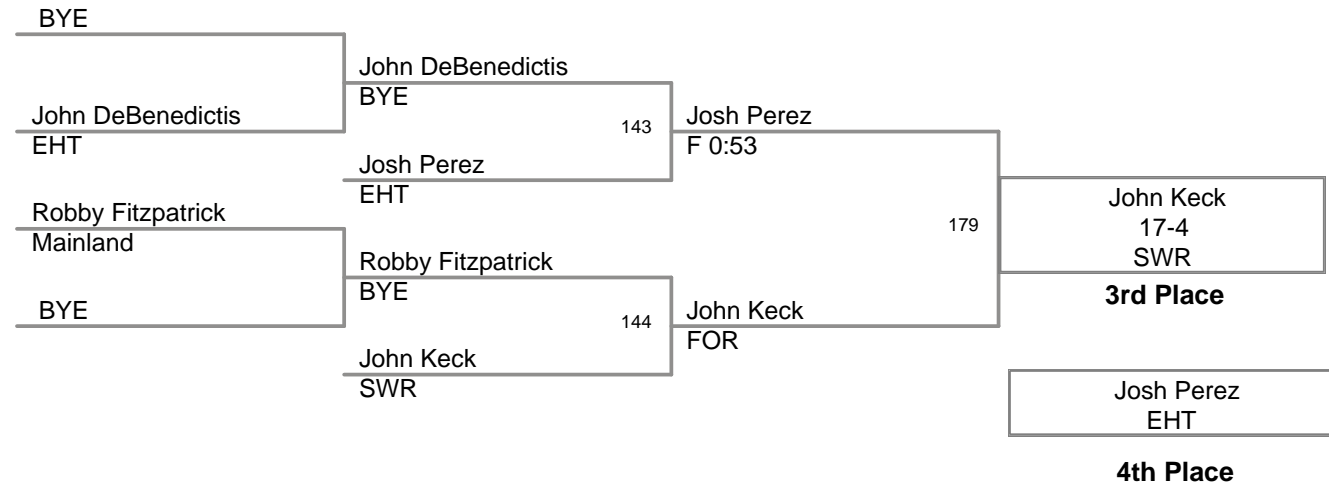 BYE
John DeBenedictis
EHT
Robby Fitzpatrick
Mainland
BYE
John DeBenedictis
BYE
Josh Perez
EHT
Robby Fitzpatrick
BYE
John Keck
SWR
143
144
Josh Perez
F 0:53
John Keck
FOR
179
John Keck
17-4
SWR
3rd Place
Josh Perez
EHT
4th Place